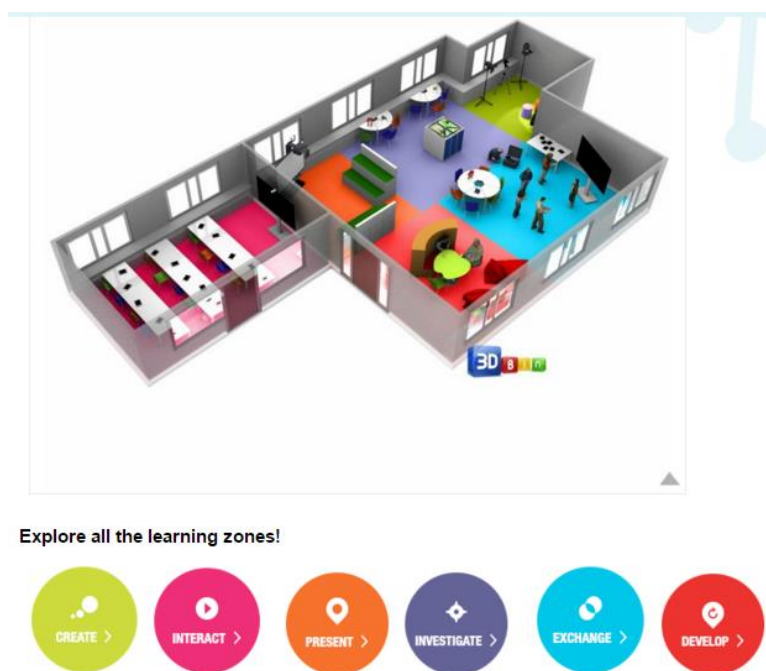 3D
Explore all the learning zones!
CREATE >
INTERACT >
PRESENT >
INVESTIGATE >
EXCHANGE >
DEVELOP >